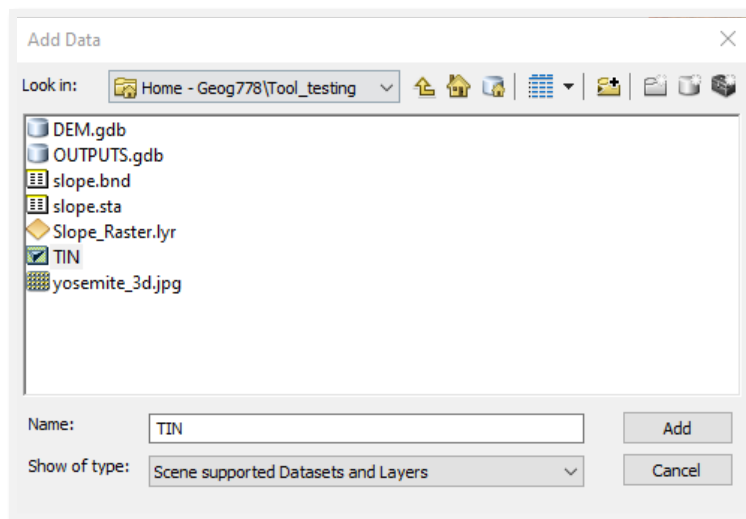 Add Data
Look in: Home - Geog778\Tool_testing
DEM.gdb
OUTPUTS.gdb
slope.bnd
slope.sta
Slope_Raster.lyr
TIN
yosemite_3d.jpg
Name: TIN Add
Show of type: Scene supported Datasets and Layers Cancel